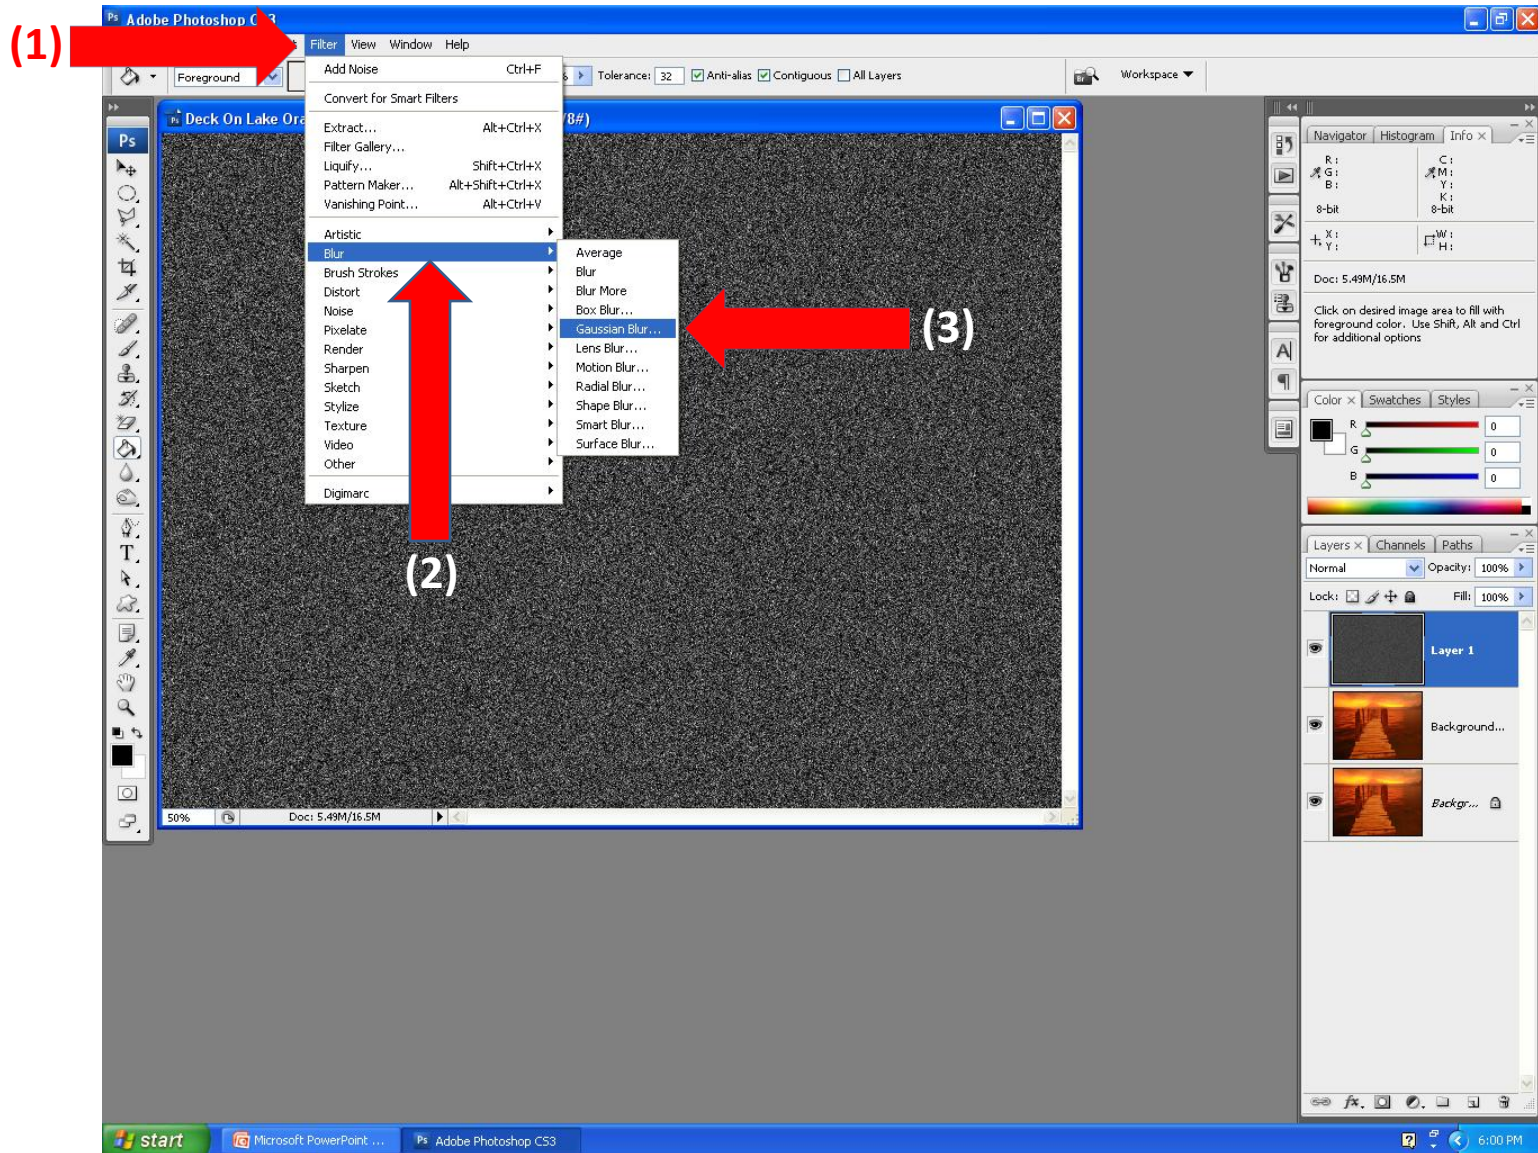 Ps Adobe Photoshop CS3
(1)
Filter View Window Help
Foreground
% Tolerance: 32 Anti-alias Contiguous All Layers
Workspace
Add Noise Ctrl+F
Convert for Smart Filters
Extract... Alt+Ctrl+X
Filter Gallery...
Liquify... Shift+Ctrl+X
Pattern Maker... Alt+Shift+Ctrl+X
Vanishing Point... Alt+Ctrl+V
Artistic
Blur
Brush Strokes
Distort
Noise
Pixelate
Render
Sharpen
Sketch
Stylize
Texture
Video
Other
Digimarc
Average
Blur
Blur More
Box Blur...
Gaussian Blur...
Lens Blur...
Motion Blur...
Radial Blur...
Shape Blur...
Smart Blur...
Surface Blur...
(2)
(3)
Deck On Lake Ora
/8#)
Ps
T
50% Doc: 5.49M/16.5M
Navigator Histogram Info ×
R : C :
G : M :
B : Y :
K :
8-bit 8-bit
X : W :
Y : H :
Doc: 5.49M/16.5M
Click on desired image area to fill with
foreground color. Use Shift, Alt and Ctrl
for additional options
A
Color × Swatches Styles
R 0
G 0
B 0
Layers × Channels Paths
Normal Opacity: 100%
Lock: Fill: 100%
Layer 1
Background...
Backgr...
fx.
start Microsoft PowerPoint ... Ps Adobe Photoshop CS3 6:00 PM